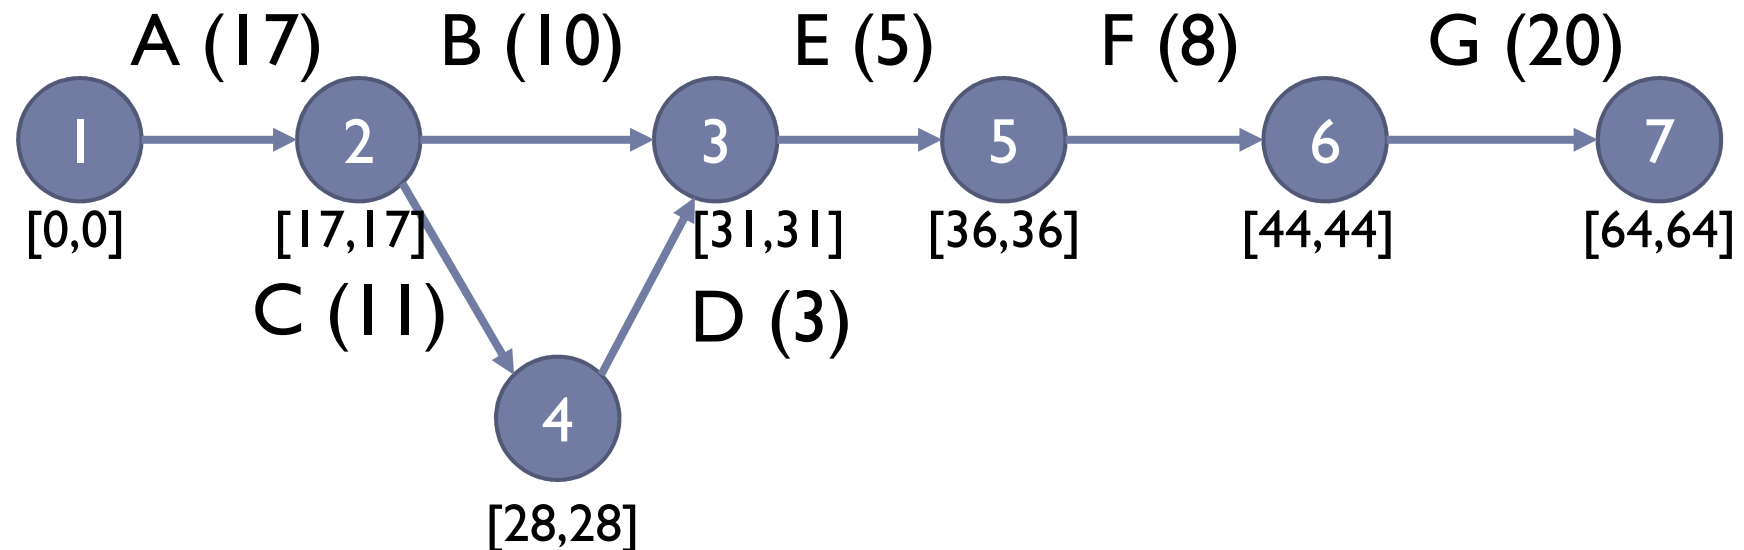 A (17) B (10) E (5) F (8) G (20)
1 2 3 5 6 7
[0,0] [17,17] [31,31] [36,36] [44,44] [64,64]
C (11) D (3)
4
[28,28]